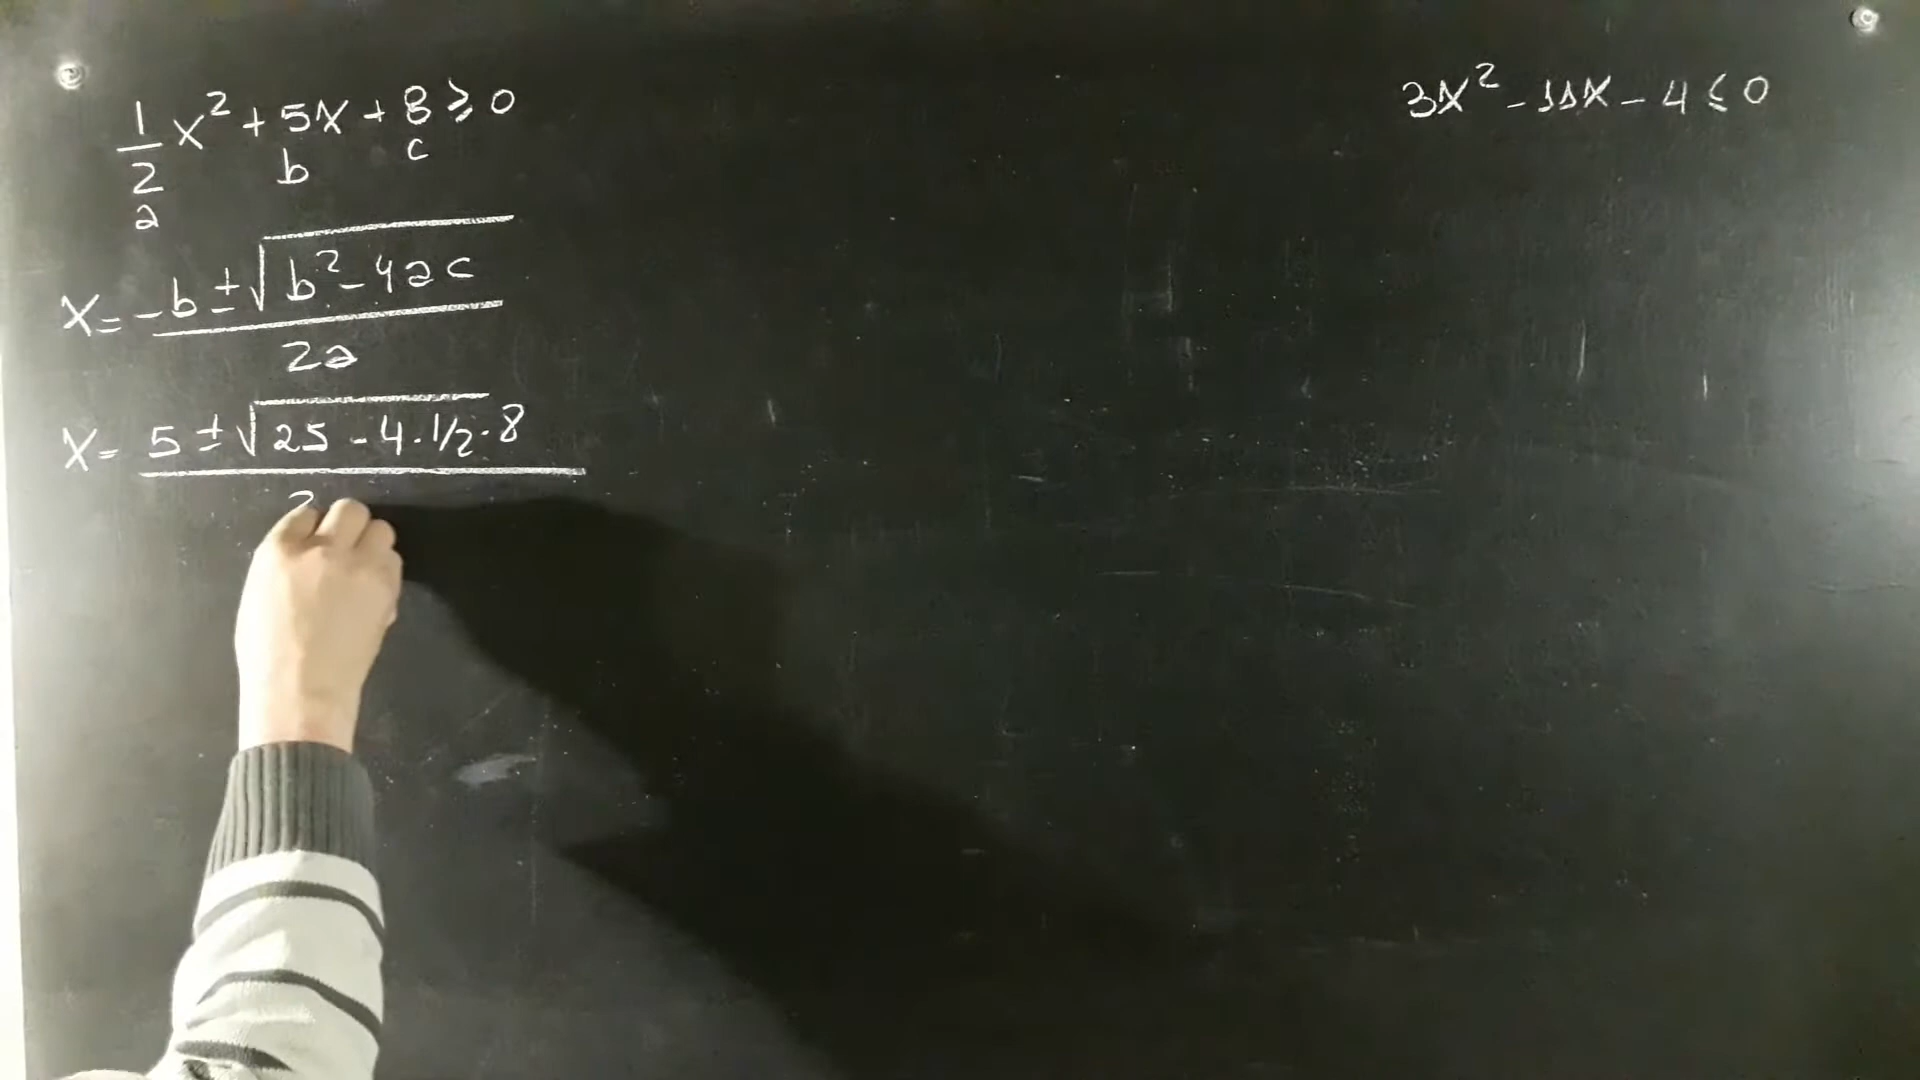 1/2 x² + 5x + 8 ⩾ 0
a b c
x = -b ± √b² - 4ac / 2a
x = 5 ± √25 - 4 · 1/2 · 8 / 2
3x² - 11x - 4 ≤ 0